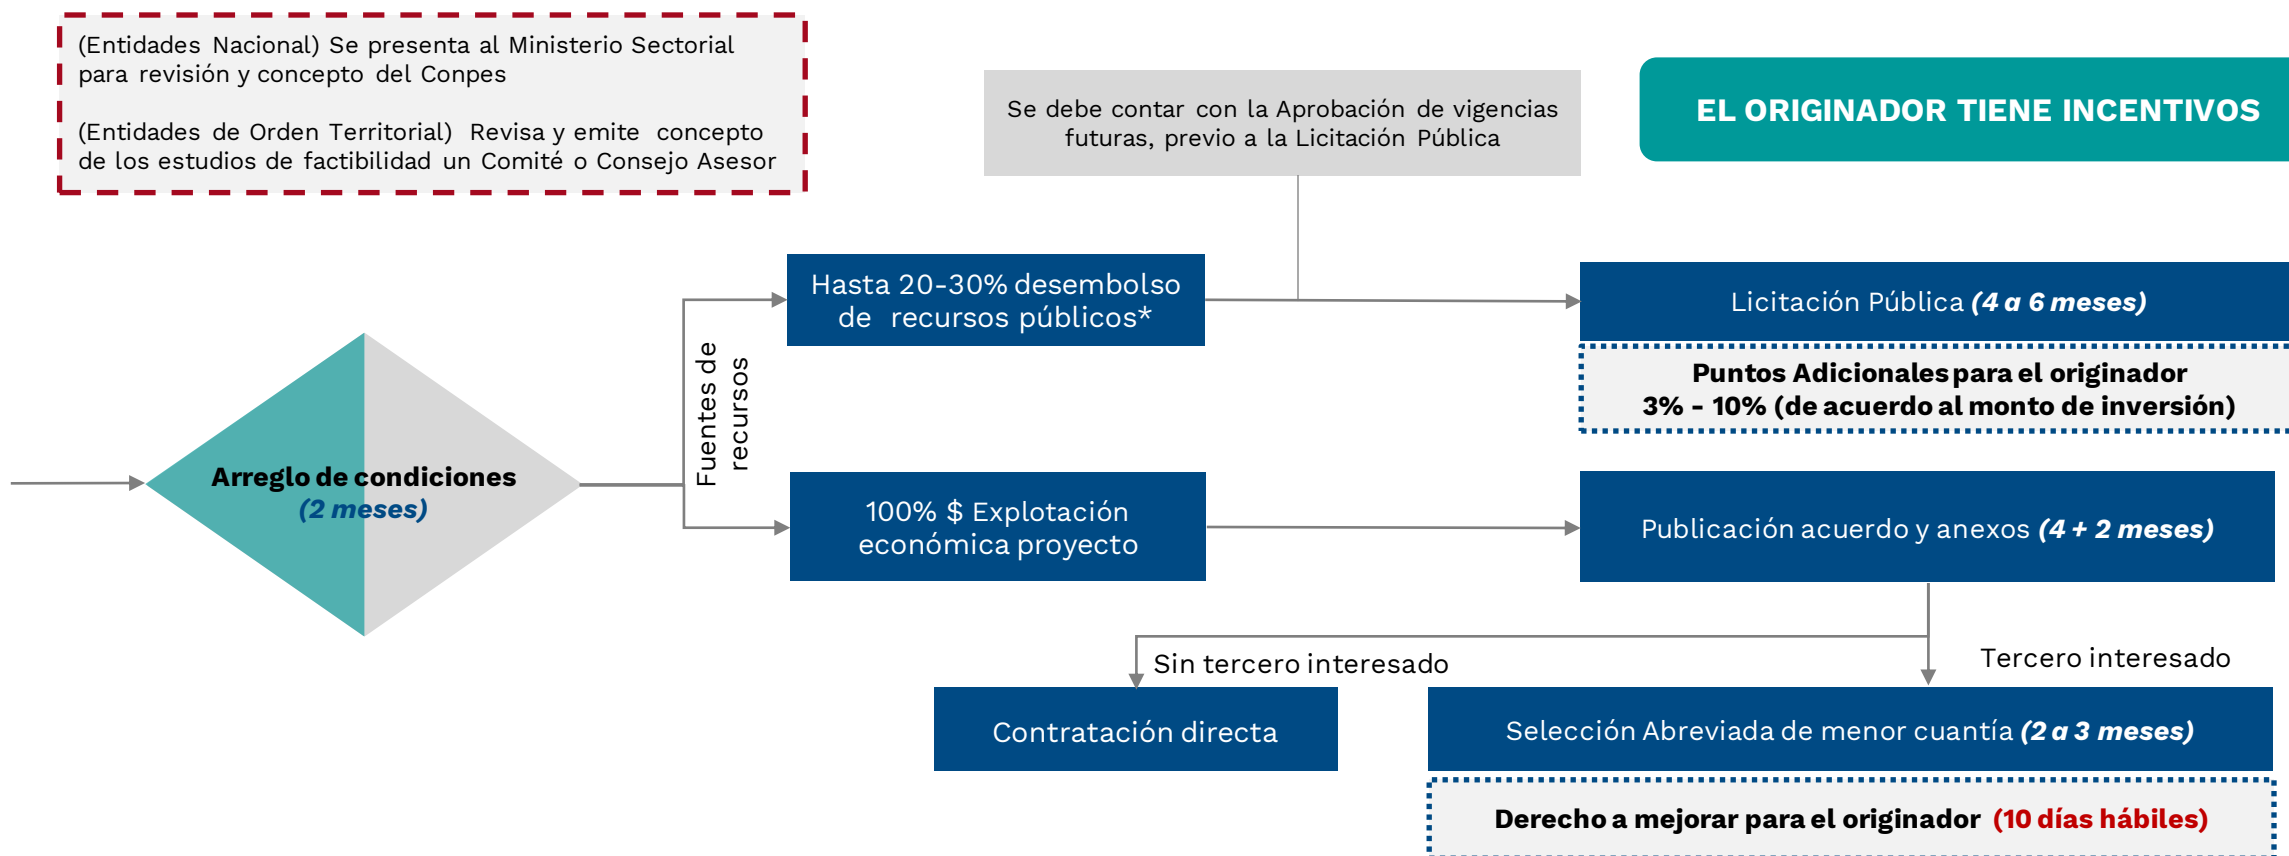 (Entidades Nacional) Se presenta al Ministerio Sectorial
para revisión y concepto del Conpes
(Entidades de Orden Territorial) Revisa y emite concepto
de los estudios de factibilidad un Comité o Consejo Asesor
Se debe contar con la Aprobación de vigencias
futuras, previo a la Licitación Pública
EL ORIGINADOR TIENE INCENTIVOS
Arreglo de condiciones
(2 meses)
Fuentes de
recursos
Hasta 20-30% desembolso
de recursos públicos*
Licitación Pública (4 a 6 meses)
Puntos Adicionales para el originador
3% - 10% (de acuerdo al monto de inversión)
100% $ Explotación
económica proyecto
Publicación acuerdo y anexos (4 + 2 meses)
Sin tercero interesado
Tercero interesado
Contratación directa
Selección Abreviada de menor cuantía (2 a 3 meses)
Derecho a mejorar para el originador (10 días hábiles)